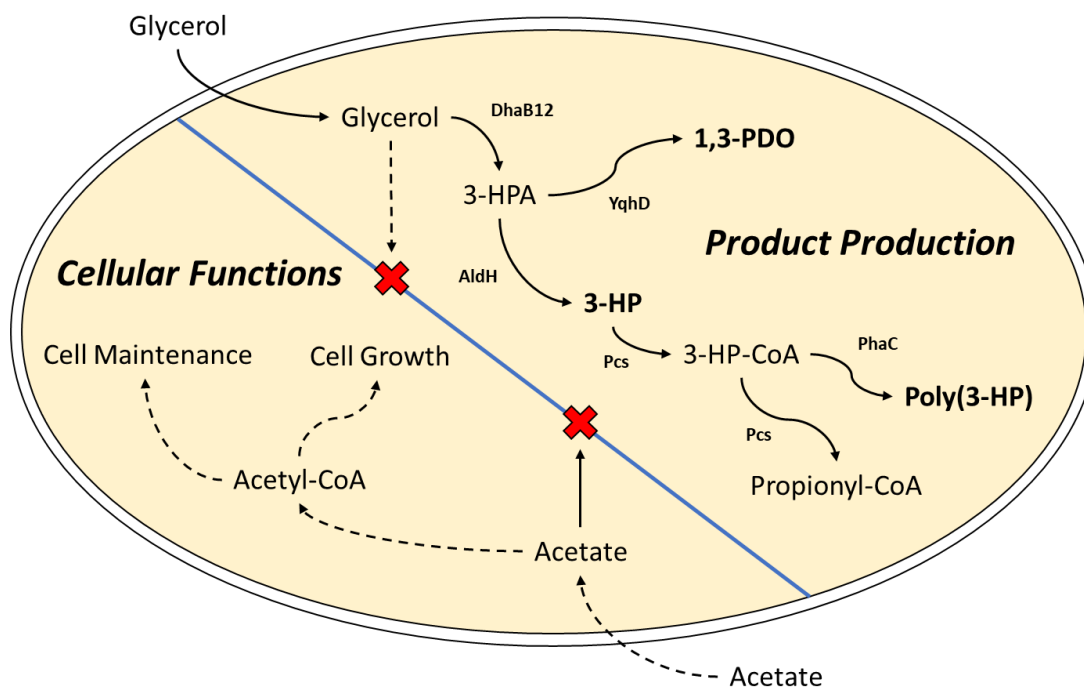 Glycerol
Glycerol
DhaB12
1,3-PDO
3-HPA
YqhD
Product Production
Cellular Functions
AldH
3-HP
Cell Maintenance
Cell Growth
Pcs
3-HP-CoA
PhaC
Poly(3-HP)
Pcs
Acetyl-CoA
Propionyl-CoA
Acetate
Acetate